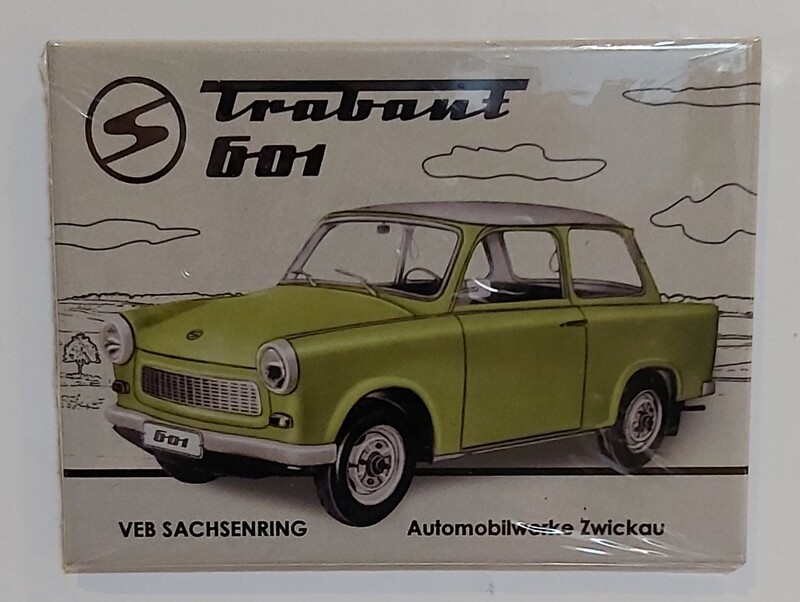 Trabant
601
601
VEB SACHSENRING Automobilwerke Zwickau